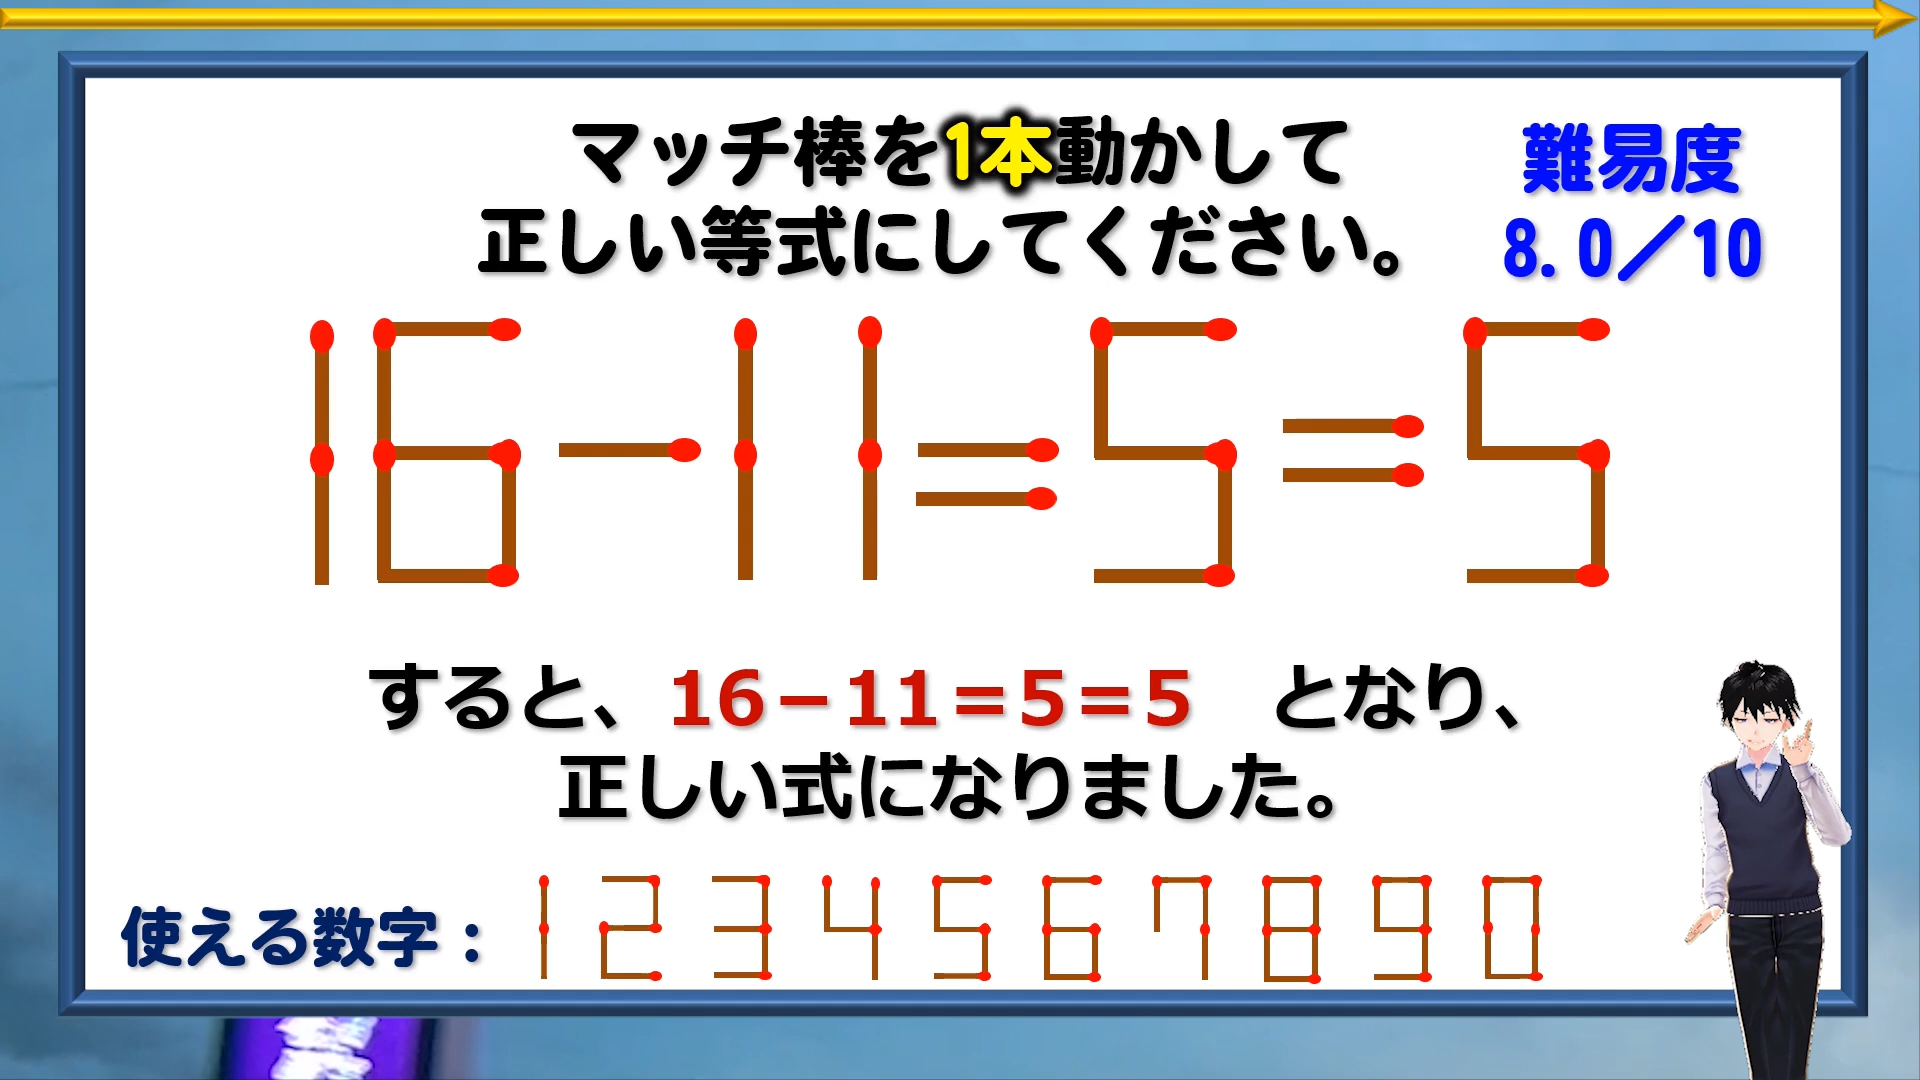 マッチ棒を1本動かして
正しい等式にしてください。
難易度
8.0／10
16－11＝5＝5
すると、16－11＝5＝5　となり、
正しい式になりました。
使える数字： 1 2 3 4 5 6 7 8 9 0